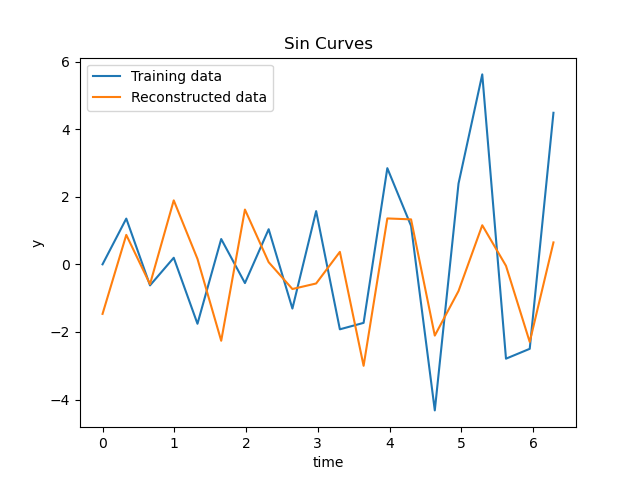 Sin Curves
Training data
Reconstructed data
y
6
4
2
0
−2
−4
0 1 2 3 4 5 6
time